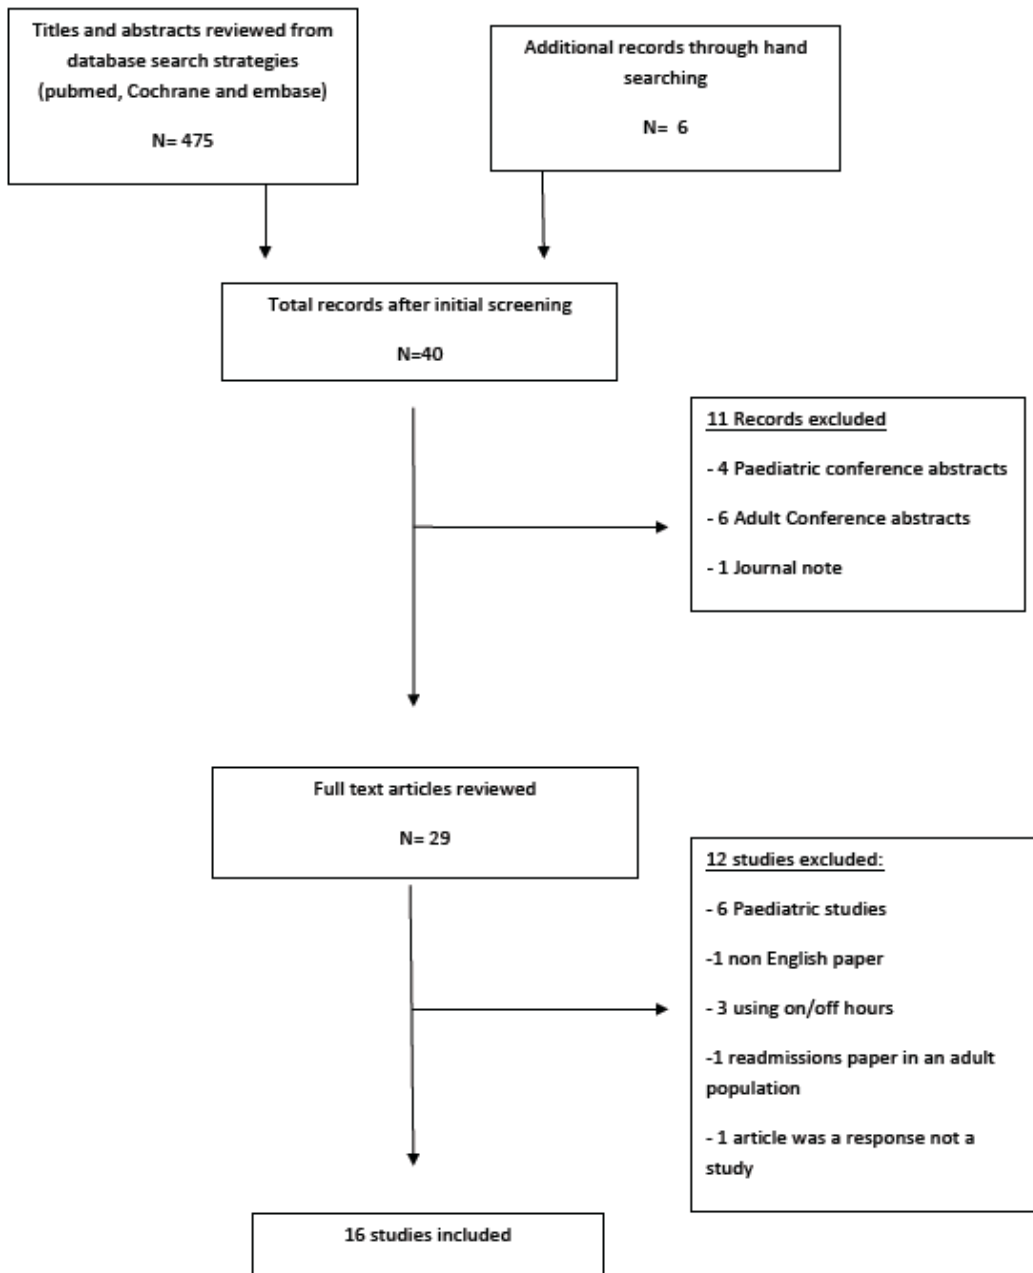 Titles and abstracts reviewed from
database search strategies
(pubmed, Cochrane and embase)
N= 475
Additional records through hand
searching
N=  6
Total records after initial screening
N=40
11 Records excluded
- 4 Paediatric conference abstracts
- 6 Adult Conference abstracts
- 1 Journal note
Full text articles reviewed
N= 29
12 studies excluded:
- 6 Paediatric studies
-1 non English paper
- 3 using on/off hours
-1 readmissions paper in an adult
population
- 1 article was a response not a
study
16 studies included